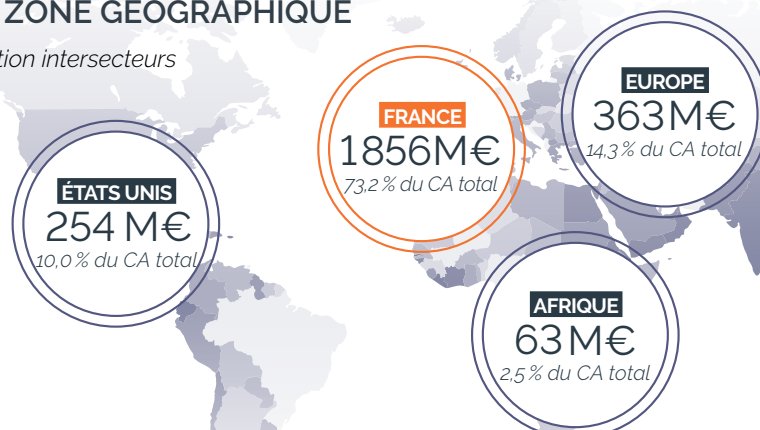 ZONE GÉOGRAPHIQUE
intersecteurs
FRANCE
1856M€
73,2 % du CA total
EUROPE
363M€
14,3 % du CA total
ÉTATS UNIS
254 M€
10,0 % du CA total
AFRIQUE
63M€
2,5 % du CA total